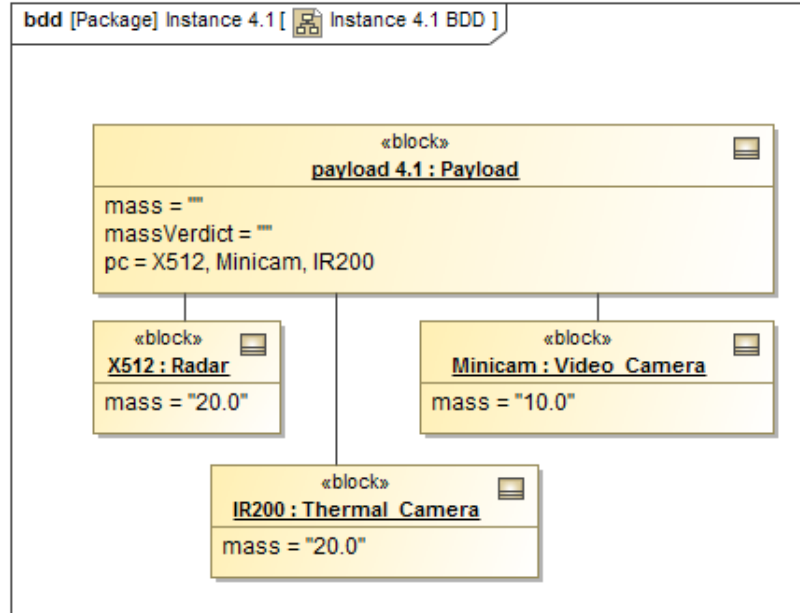 bdd [Package] Instance 4.1 [ Instance 4.1 BDD ]
«block»
payload 4.1 : Payload
mass = ""
massVerdict = ""
pc = X512, Minicam, IR200
«block»
X512 : Radar
mass = "20.0"
«block»
Minicam : Video_Camera
mass = "10.0"
«block»
IR200 : Thermal_Camera
mass = "20.0"